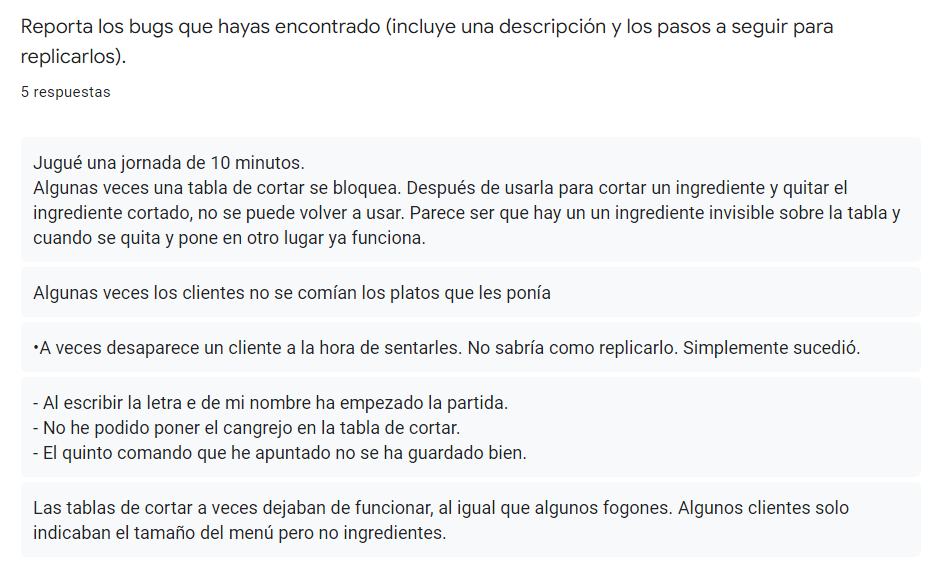 Reporta los bugs que hayas encontrado (incluye una descripción y los pasos a seguir para
replicarlos).
5 respuestas
Jugué una jornada de 10 minutos.
Algunas veces una tabla de cortar se bloquea. Después de usarla para cortar un ingrediente y quitar el
ingrediente cortado, no se puede volver a usar. Parece ser que hay un un ingrediente invisible sobre la tabla y
cuando se quita y pone en otro lugar ya funciona.
Algunas veces los clientes no se comían los platos que les ponía
•A veces desaparece un cliente a la hora de sentarles. No sabría como replicarlo. Simplemente sucedió.
- Al escribir la letra e de mi nombre ha empezado la partida.
- No he podido poner el cangrejo en la tabla de cortar.
- El quinto comando que he apuntado no se ha guardado bien.
Las tablas de cortar a veces dejaban de funcionar, al igual que algunos fogones. Algunos clientes solo
indicaban el tamaño del menú pero no ingredientes.